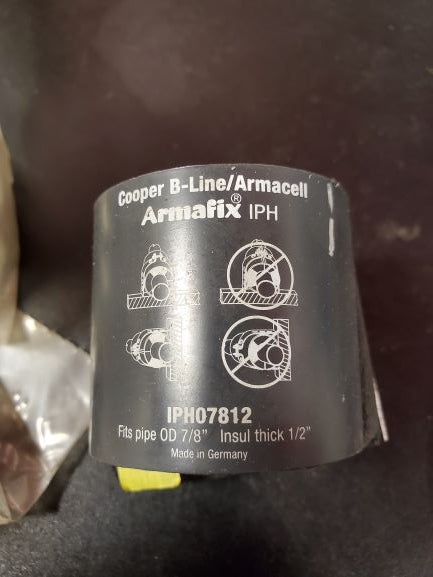 Cooper B-Line/Armacell
Armafix® IPH
IPH07812
Fits pipe OD 7/8" Insul thick 1/2"
Made in Germany